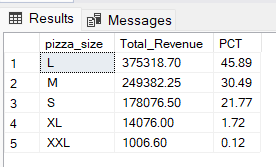 Results Messages
pizza_size Total_Revenue PCT
1 L 375318.70 45.89
2 M 249382.25 30.49
3 S 178076.50 21.77
4 XL 14076.00 1.72
5 XXL 1006.60 0.12